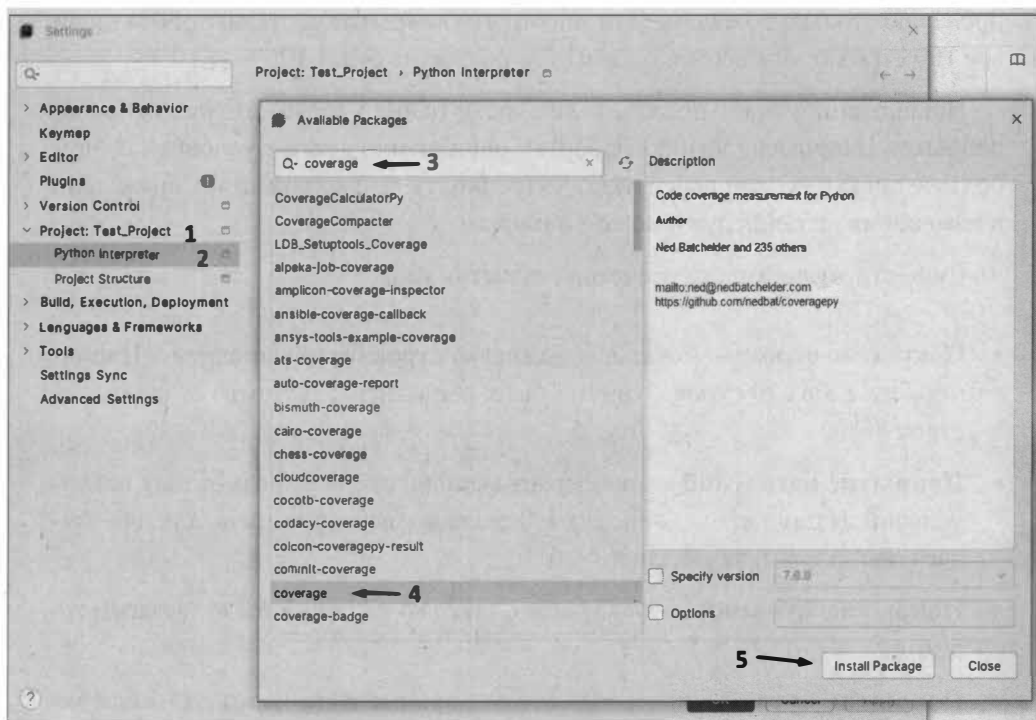 Settings
Project: Test_Project › Python Interpreter
Appearance & Behavior
Keymap
Editor
Plugins
Version Control
Project: Test_Project 1
Python Interpreter 2
Project Structure
Build, Execution, Deployment
Languages & Frameworks
Tools
Settings Sync
Advanced Settings
?
Available Packages
coverage 3
CoverageCalculatorPy
CoverageCompacter
LDB_Setuptools_Coverage
alpaka-job-coverage
amplicon-coverage-inspector
ansible-coverage-callback
ansys-tools-example-coverage
ats-coverage
auto-coverage-report
bismuth-coverage
cairo-coverage
chess-coverage
cloudcoverage
cocotb-coverage
codacy-coverage
colcon-coveragepy-result
commit-coverage
coverage 4
coverage-badge
Description
Code coverage measurement for Python
Author
Ned Batchelder and 235 others
mailto:ned@nedbatchelder.com
https://github.com/nedbat/coveragepy
Specify version
Options
5 Install Package Close
Cancel